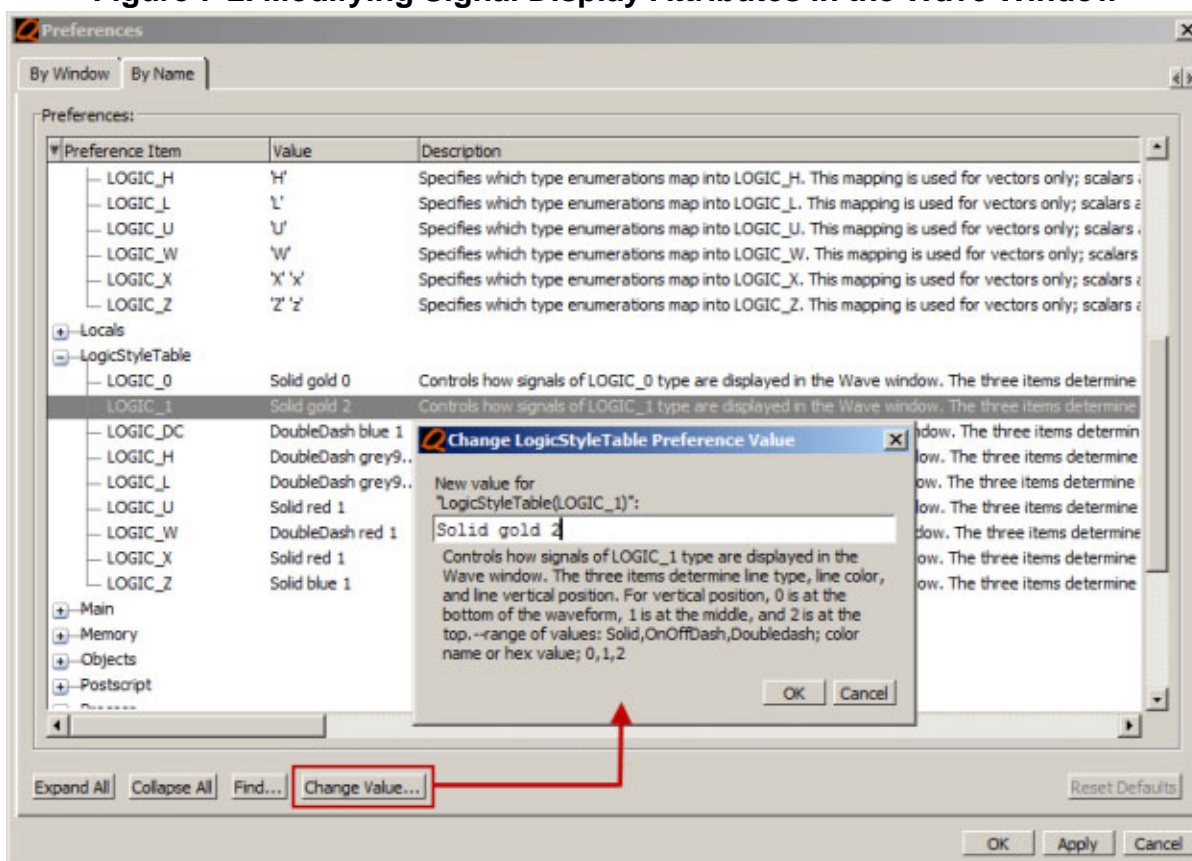 Preferences
By Window By Name
Preferences:
Preference Item Value Description
LOGIC_H 'H' Specifies which type enumerations map into LOGIC_H. This mapping is used for vectors only; scalars
LOGIC_L 'L' Specifies which type enumerations map into LOGIC_L. This mapping is used for vectors only; scalars
LOGIC_U 'U' Specifies which type enumerations map into LOGIC_U. This mapping is used for vectors only; scalars
LOGIC_W 'W' Specifies which type enumerations map into LOGIC_W. This mapping is used for vectors only; scalars
LOGIC_X 'X' 'x' Specifies which type enumerations map into LOGIC_X. This mapping is used for vectors only; scalars
LOGIC_Z 'Z' 'z' Specifies which type enumerations map into LOGIC_Z. This mapping is used for vectors only; scalars
Locals
LogicStyleTable
LOGIC_0 Solid gold 0 Controls how signals of LOGIC_0 type are displayed in the Wave window. The three items determine
LOGIC_1 Solid gold 2 Controls how signals of LOGIC_1 type are displayed in the Wave window. The three items determine
LOGIC_DC DoubleDash blue 1 ndow. The three items determin
LOGIC_H DoubleDash grey9.. low. The three items determine
LOGIC_L DoubleDash grey9.. ow. The three items determine
LOGIC_U Solid red 1 low. The three items determine
LOGIC_W DoubleDash red 1 dow. The three items determine
LOGIC_X Solid red 1 ow. The three items determine
LOGIC_Z Solid blue 1 ow. The three items determine
Main
Memory
Objects
Postscript
Change LogicStyleTable Preference Value
New value for
"LogicStyleTable(LOGIC_1)":
Solid gold 2
Controls how signals of LOGIC_1 type are displayed in the
Wave window. The three items determine line type, line color,
and line vertical position. For vertical position, 0 is at the
bottom of the waveform, 1 is at the middle, and 2 is at the
top.--range of values: Solid,OnOffDash,Doubledash; color
name or hex value; 0,1,2
OK Cancel
Expand All Collapse All Find... Change Value... Reset Defaults
OK Apply Cancel